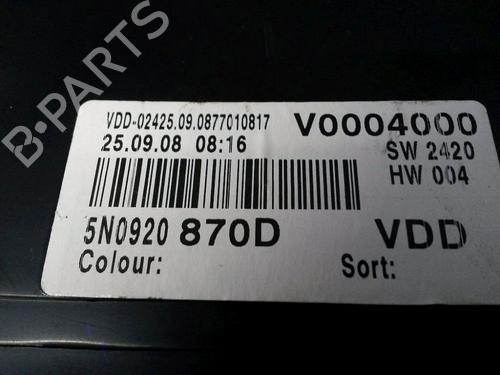 VDD-02425.09.0877010817 V0004000
25.09.08 08:16 SW 2420
HW 004
5N0920 870D VDD
Colour: Sort:
B-PARTS